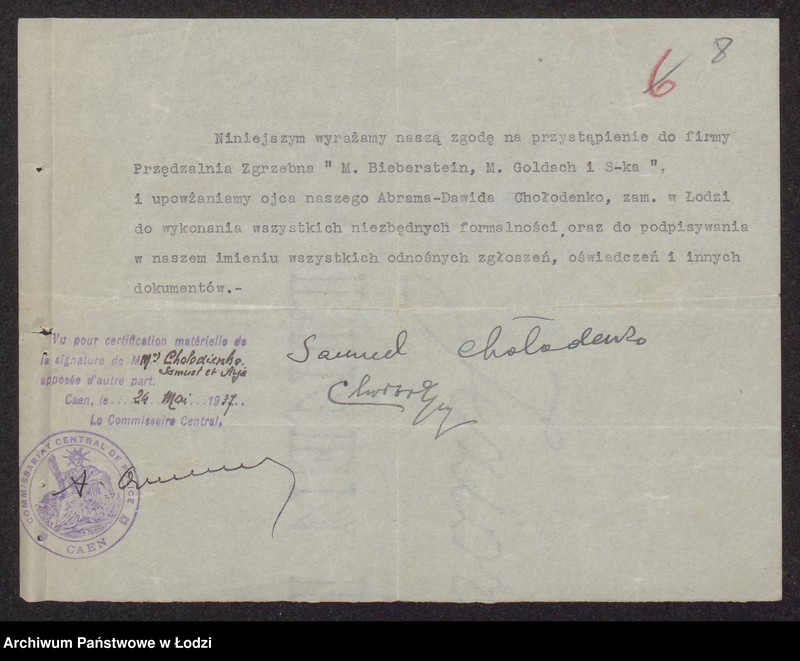 6 8
Niniejszym wyrażamy naszą zgodę na przystąpienie do firmy
Przędzalnia Zgrzebna " M. Bieberstein, M. Goldach i S-ka ",
i upoważniamy ojca naszego Abrama-Dawida Chołodenko, zam. w Łodzi
do wykonania wszystkich niezbędnych formalności, oraz do podpisywania
w naszem imieniu wszystkich odnośnych zgłoszeń, oświadczeń i innych
dokumentów.-
Vu pour certification matérielle de
la signature de M Mrs Cholodienko.
Samuel et Arja
apposée d'autre part.
Caen, le 24 Mai 1937.
Le Commissaire Central,
Samuel Chołodenko
COMMISSARIAT CENTRAL DE POLICE
CAEN
Archiwum Państwowe w Łodzi